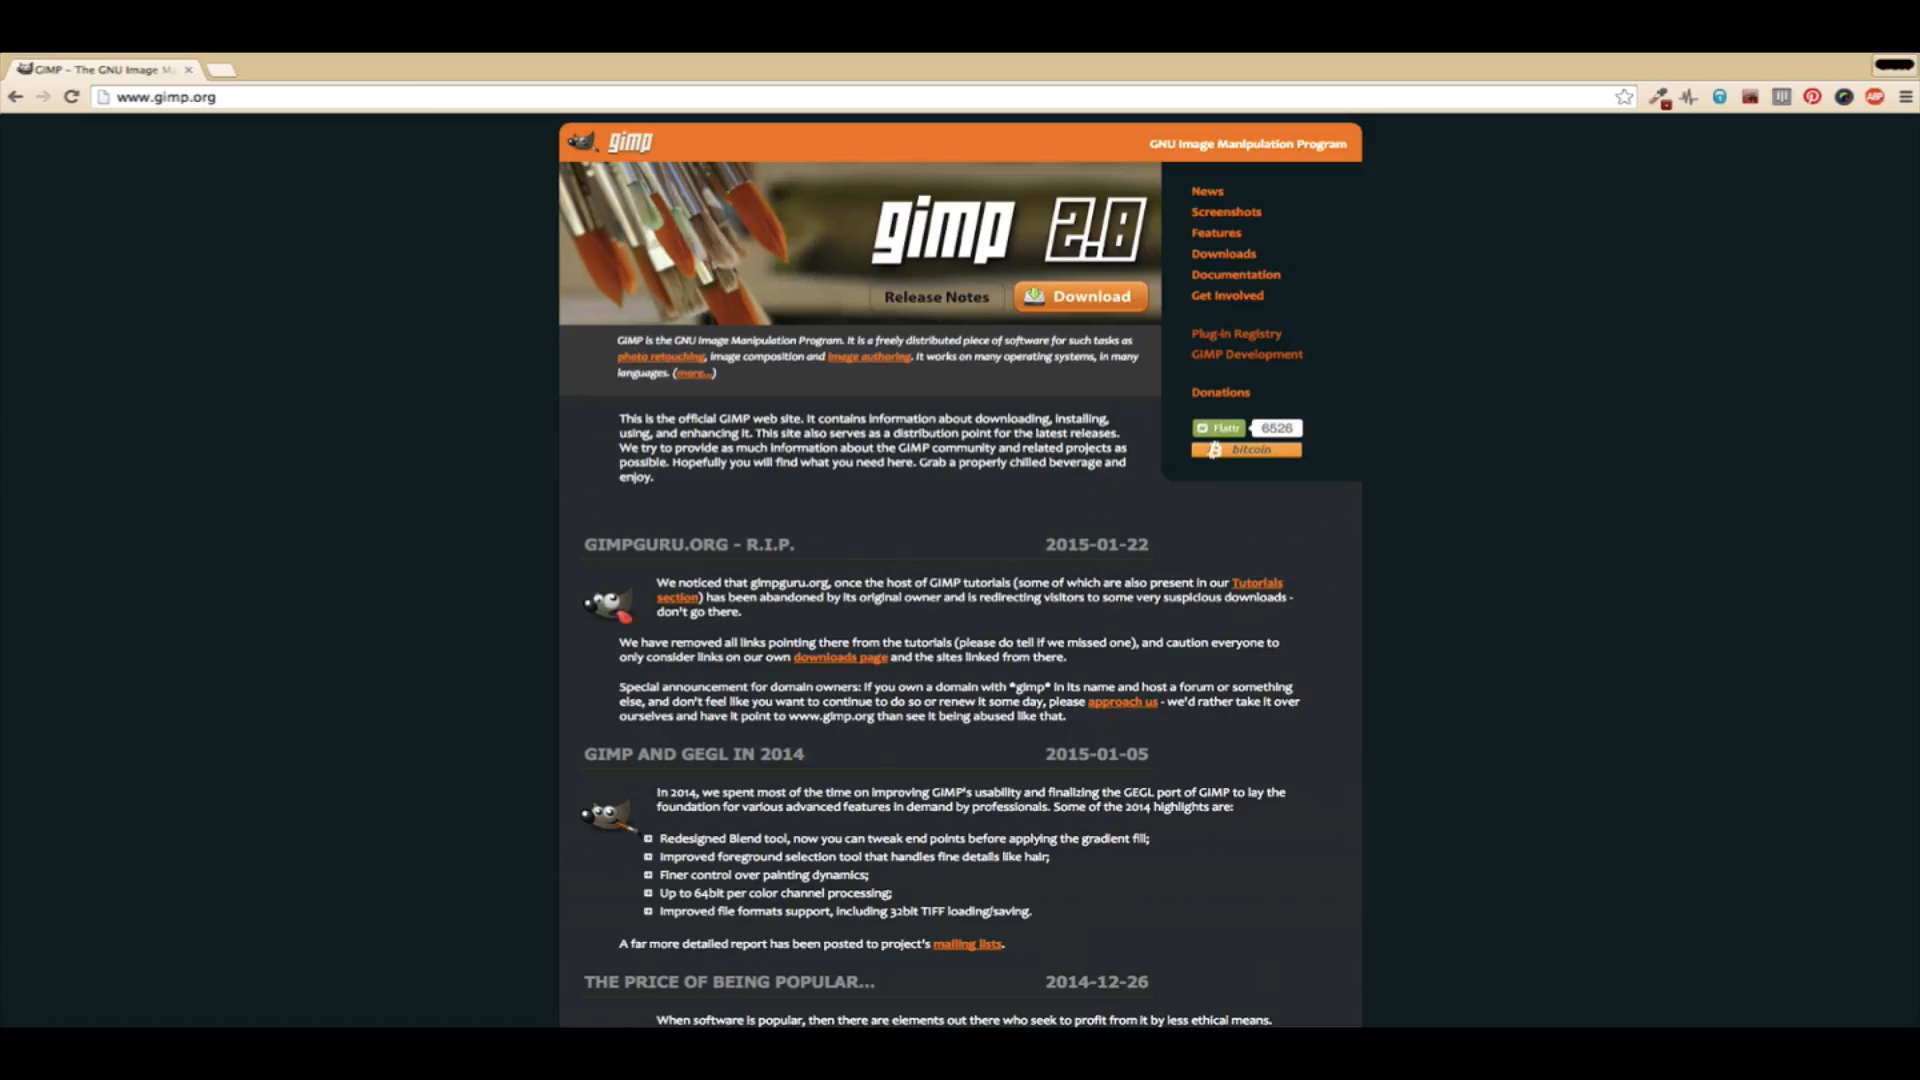 GIMP - The GNU Image M
www.gimp.org
ABP
gimp
GNU Image Manipulation Program
gimp 2.8
Release Notes
Download
News
Screenshots
Features
Downloads
Documentation
Get Involved
Plug-in Registry
GIMP Development
Donations
Flattr 6526
bitcoin
GIMP is the GNU Image Manipulation Program. It is a freely distributed piece of software for such tasks as
photo retouching, image composition and image authoring. It works on many operating systems, in many
languages. (more...)
This is the official GIMP web site. It contains information about downloading, installing,
using, and enhancing it. This site also serves as a distribution point for the latest releases.
We try to provide as much information about the GIMP community and related projects as
possible. Hopefully you will find what you need here. Grab a properly chilled beverage and
enjoy.
GIMPGURU.ORG - R.I.P. 2015-01-22
We noticed that gimpguru.org, once the host of GIMP tutorials (some of which are also present in our Tutorials
section) has been abandoned by its original owner and is redirecting visitors to some very suspicious downloads -
don't go there.
We have removed all links pointing there from the tutorials (please do tell if we missed one), and caution everyone to
only consider links on our own downloads page and the sites linked from there.
Special announcement for domain owners: If you own a domain with *gimp* in its name and host a forum or something
else, and don't feel like you want to continue to do so or renew it some day, please approach us - we'd rather take it over
ourselves and have it point to www.gimp.org than see it being abused like that.
GIMP AND GEGL IN 2014 2015-01-05
In 2014, we spent most of the time on improving GIMP's usability and finalizing the GEGL port of GIMP to lay the
foundation for various advanced features in demand by professionals. Some of the 2014 highlights are:
Redesigned Blend tool, now you can tweak end points before applying the gradient fill;
Improved foreground selection tool that handles fine details like hair;
Finer control over painting dynamics;
Up to 64bit per color channel processing;
Improved file formats support, including 32bit TIFF loading/saving.
A far more detailed report has been posted to project's mailing lists.
THE PRICE OF BEING POPULAR... 2014-12-26
When software is popular, then there are elements out there who seek to profit from it by less ethical means.